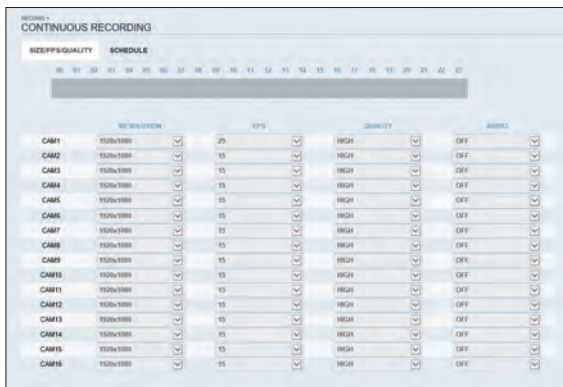 RECORD >
CONTINUOUS RECORDING
SIZE/FPS/QUALITY SCHEDULE
00 01 02 03 04 05 06 07 08 09 10 11 12 13 14 15 16 17 18 19 20 21 22 23
RESOLUTION FPS QUALITY AUDIO
CAM1 1920x1080 25 HIGH OFF
CAM2 1920x1080 15 HIGH OFF
CAM3 1920x1080 15 HIGH OFF
CAM4 1920x1080 15 HIGH OFF
CAM5 1920x1080 15 HIGH OFF
CAM6 1920x1080 15 HIGH OFF
CAM7 1920x1080 15 HIGH OFF
CAM8 1920x1080 15 HIGH OFF
CAM9 1920x1080 15 HIGH OFF
CAM10 1920x1080 15 HIGH OFF
CAM11 1920x1080 15 HIGH OFF
CAM12 1920x1080 15 HIGH OFF
CAM13 1920x1080 15 HIGH OFF
CAM14 1920x1080 15 HIGH OFF
CAM15 1920x1080 15 HIGH OFF
CAM16 1920x1080 15 HIGH OFF